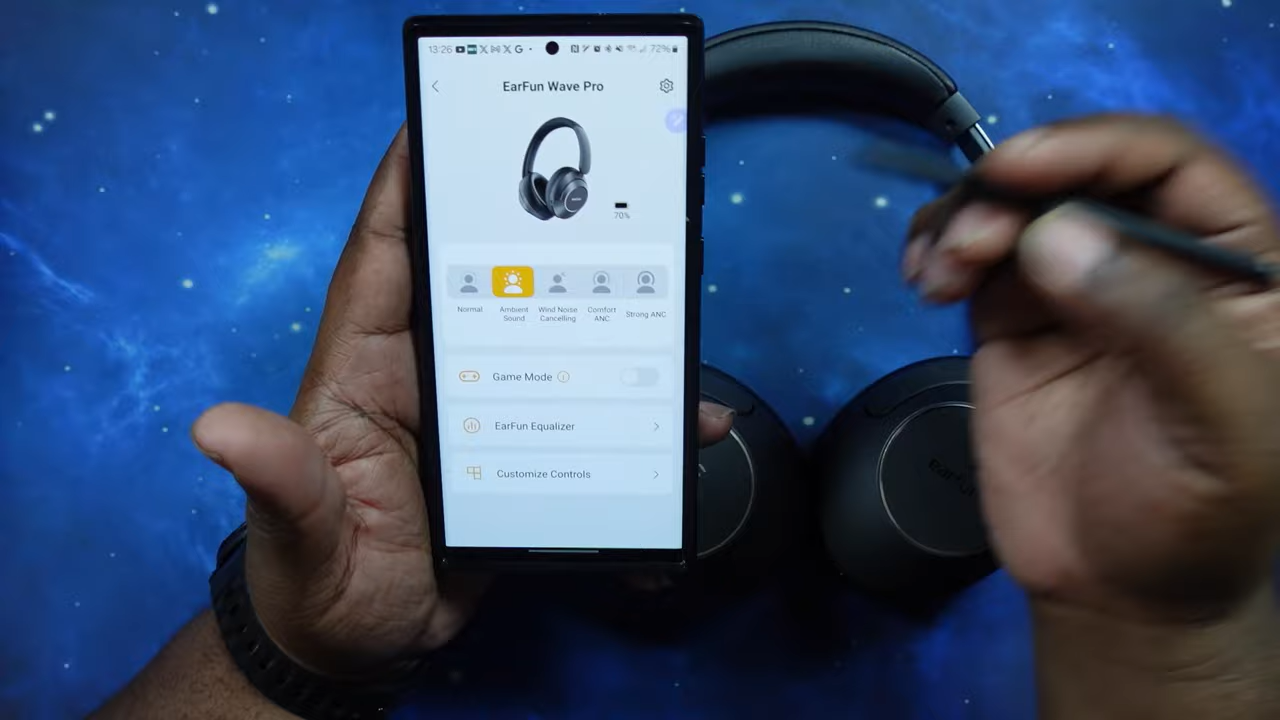 13:26 72%
EarFun Wave Pro
70%
Normal Ambient Sound Wind Noise Cancelling Comfort ANC Strong ANC
Game Mode
EarFun Equalizer
Customize Controls